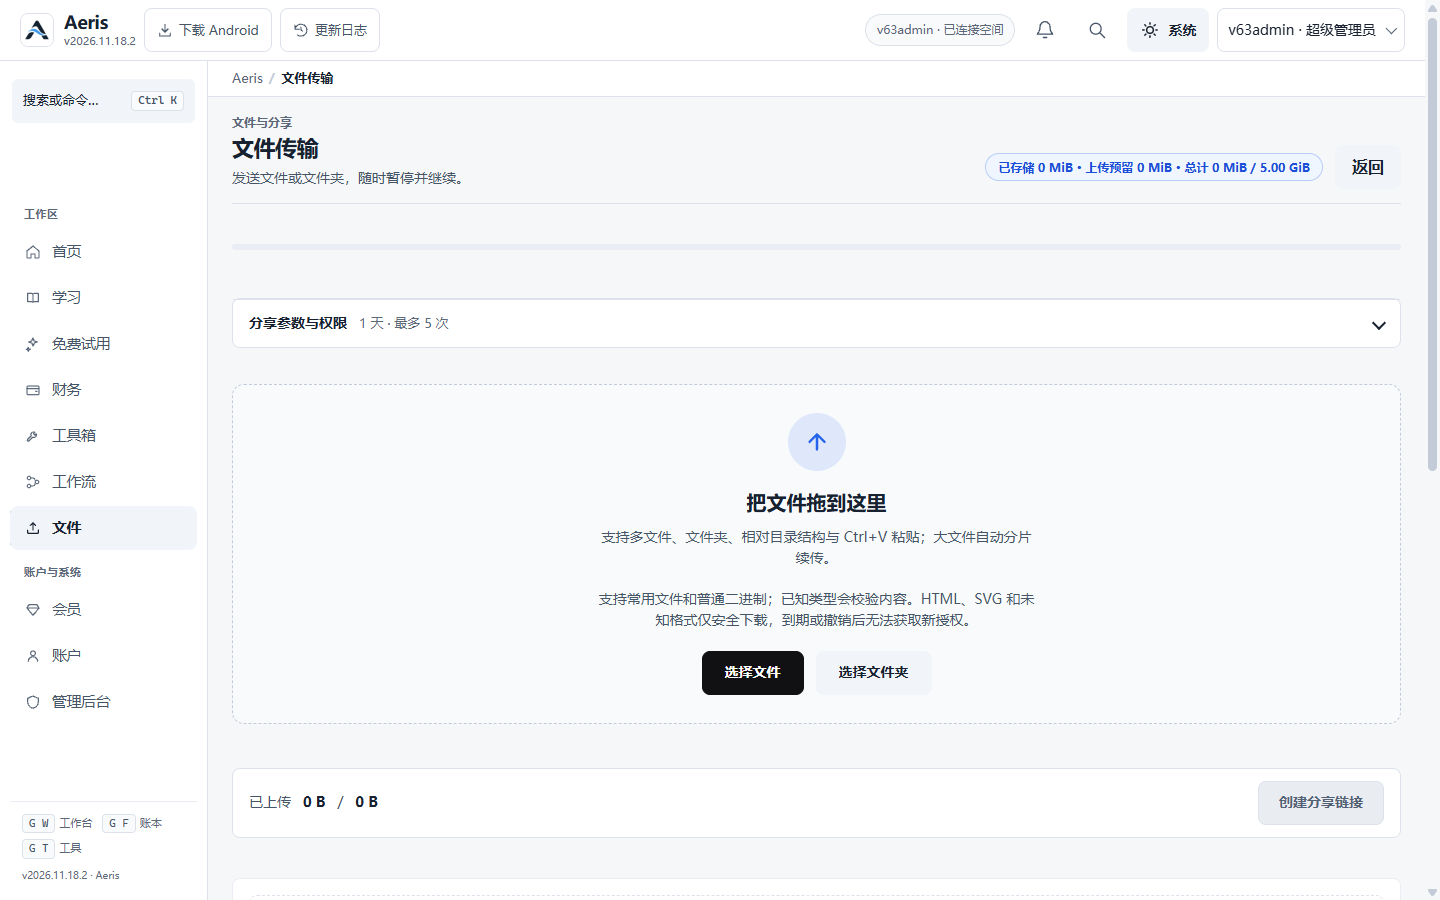 Aeris
v2026.11.18.2
下载 Android
更新日志
v63admin · 已连接空间
系统
v63admin · 超级管理员
搜索或命令...
Ctrl K
工作区
首页
学习
免费试用
财务
工具箱
工作流
文件
账户与系统
会员
账户
管理后台
G W 工作台 G F 账本
G T 工具
v2026.11.18.2 · Aeris
Aeris / 文件传输
文件与分享
文件传输
发送文件或文件夹，随时暂停并继续。
已存储 0 MiB • 上传预留 0 MiB • 总计 0 MiB / 5.00 GiB
返回
分享参数与权限 1 天 · 最多 5 次
把文件拖到这里
支持多文件、文件夹、相对目录结构与 Ctrl+V 粘贴；大文件自动分片
续传。
支持常用文件和普通二进制；已知类型会校验内容。HTML、SVG 和未
知格式仅安全下载，到期或撤销后无法获取新授权。
选择文件
选择文件夹
已上传 0 B / 0 B
创建分享链接